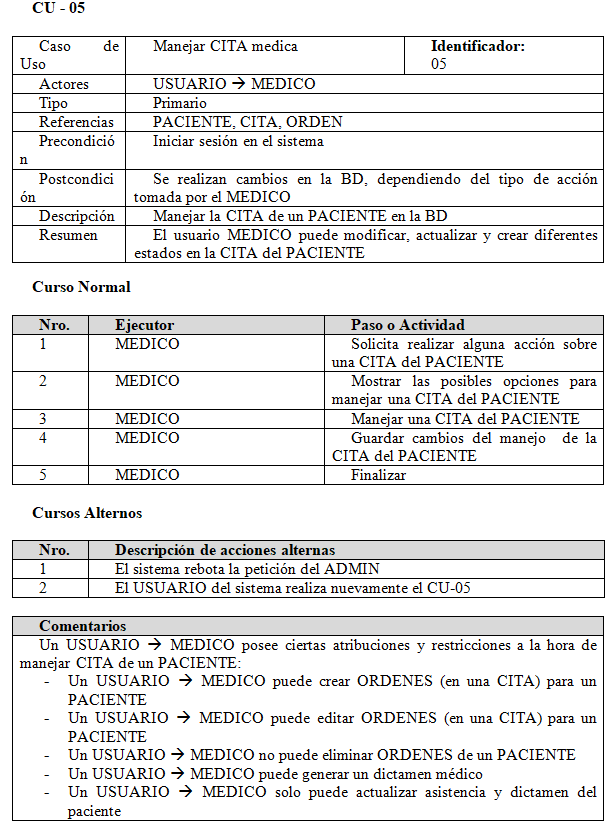 CU - 05
Caso de Uso
Manejar CITA medica
Identificador:
05
Actores
USUARIO → MEDICO
Tipo
Primario
Referencias
PACIENTE, CITA, ORDEN
Precondició
n
Iniciar sesión en el sistema
Postcondici
ón
Se realizan cambios en la BD, dependiendo del tipo de acción
tomada por el MEDICO
Descripción
Manejar la CITA de un PACIENTE en la BD
Resumen
El usuario MEDICO puede modificar, actualizar y crear diferentes
estados en la CITA del PACIENTE
Curso Normal
Nro. Ejecutor Paso o Actividad
1 MEDICO Solicita realizar alguna acción sobre
una CITA del PACIENTE
2 MEDICO Mostrar las posibles opciones para
manejar una CITA del PACIENTE
3 MEDICO Manejar una CITA del PACIENTE
4 MEDICO Guardar cambios del manejo de la
CITA del PACIENTE
5 MEDICO Finalizar
Cursos Alternos
Nro. Descripción de acciones alternas
1 El sistema rebota la petición del ADMIN
2 El USUARIO del sistema realiza nuevamente el CU-05
Comentarios
Un USUARIO → MEDICO posee ciertas atribuciones y restricciones a la hora de
manejar CITA de un PACIENTE:
- Un USUARIO → MEDICO puede crear ORDENES (en una CITA) para un
PACIENTE
- Un USUARIO → MEDICO puede editar ORDENES (en una CITA) para un
PACIENTE
- Un USUARIO → MEDICO no puede eliminar ORDENES de un PACIENTE
- Un USUARIO → MEDICO puede generar un dictamen médico
- Un USUARIO → MEDICO solo puede actualizar asistencia y dictamen del
paciente